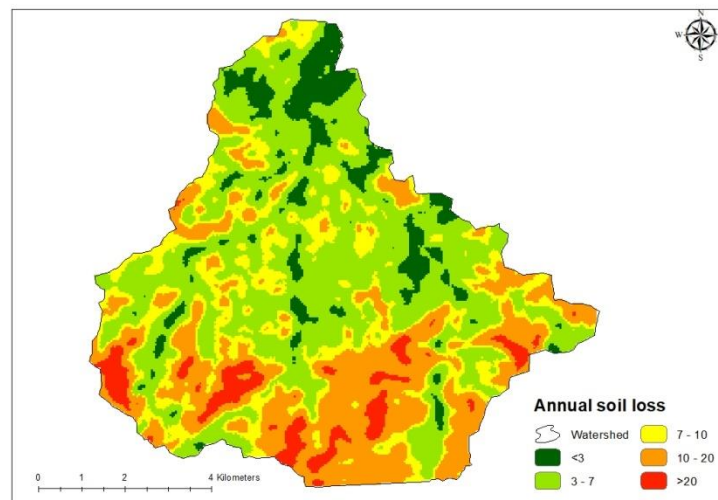 N
W E
S
Annual soil loss
Watershed
<3
3 - 7
7 - 10
10 - 20
>20
0 1 2 4 Kilometers